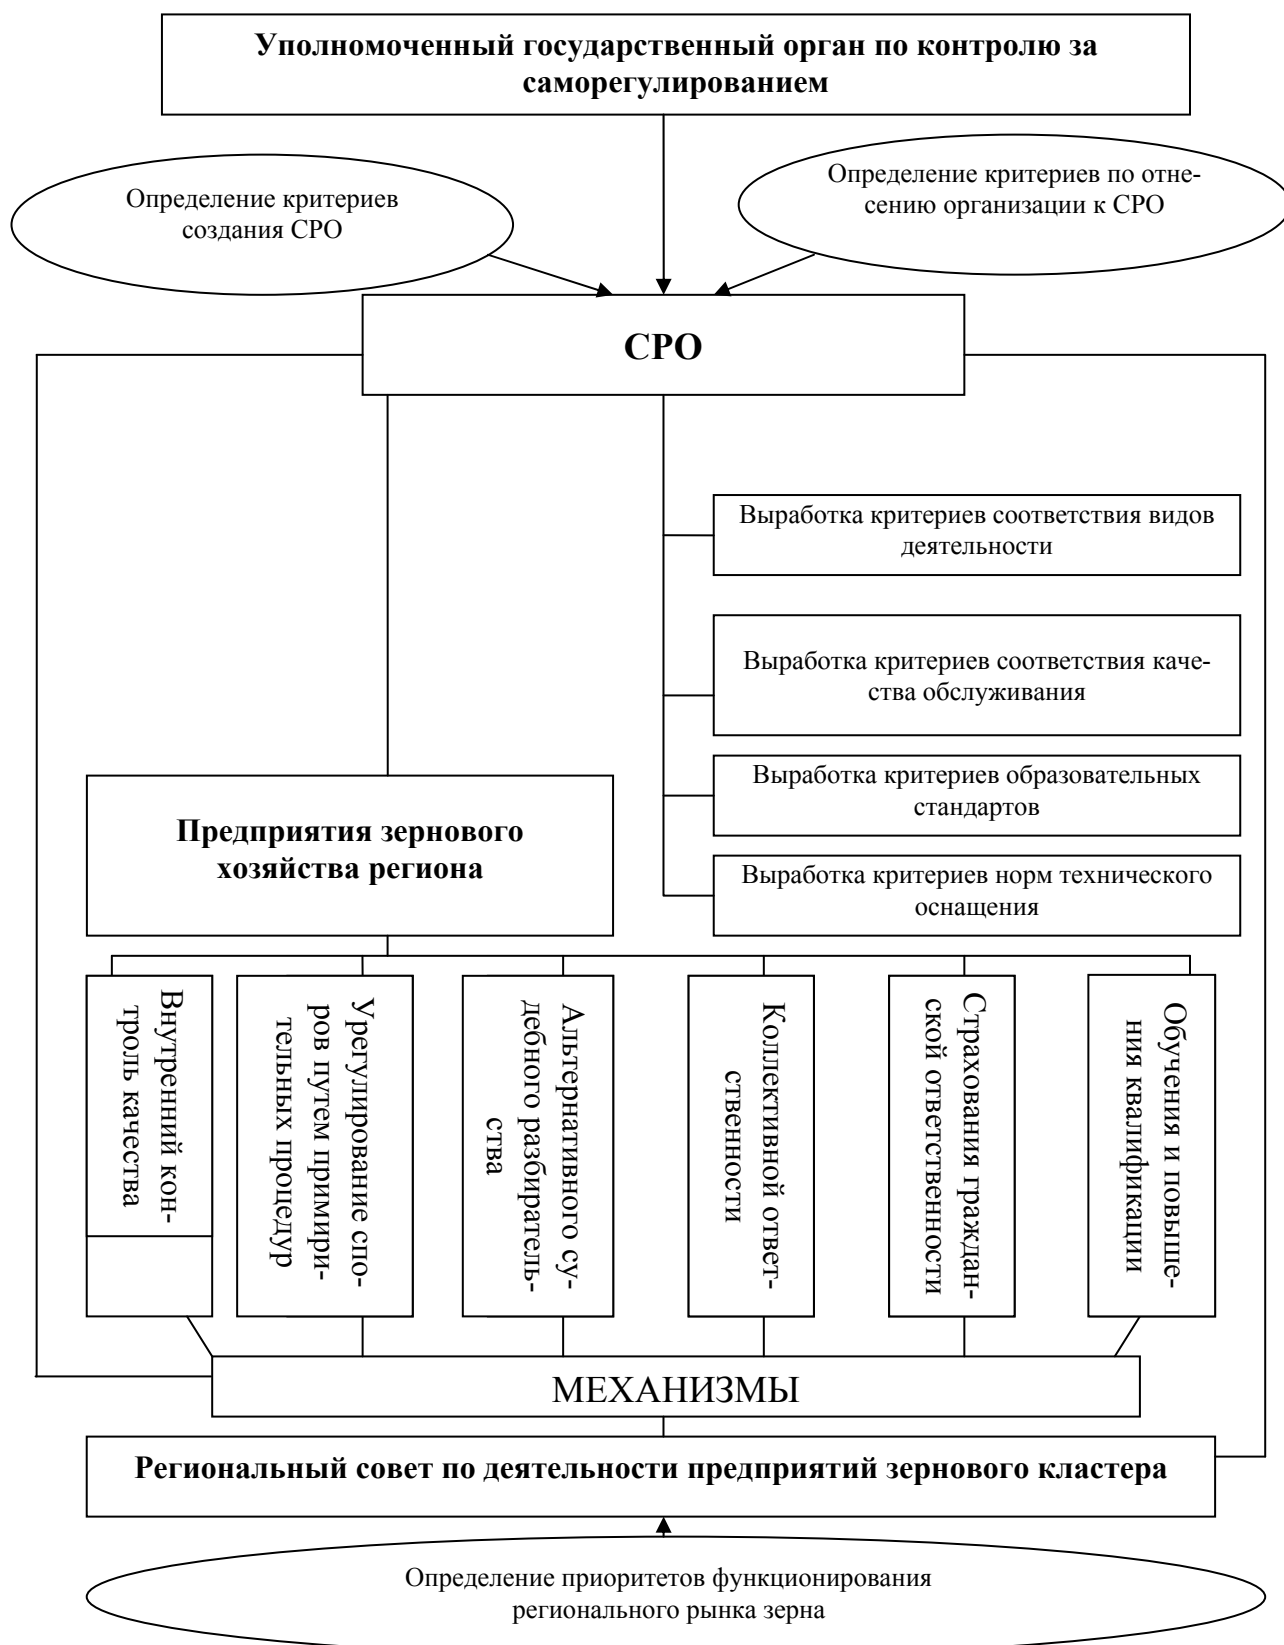 Уполномоченный государственный орган по контролю за
саморегулированием
Определение критериев
создания СРО
Определение критериев по отне-
сению организации к СРО
СРО
Выработка критериев соответствия видов
деятельности
Выработка критериев соответствия каче-
ства обслуживания
Выработка критериев образовательных
стандартов
Выработка критериев норм технического
оснащения
Предприятия зернового
хозяйства региона
Внутренний кон-
троль качества
Урегулирование спо-
ров путем примири-
тельных процедур
Альтернативного су-
дебного разбиратель-
ства
Коллективной ответ-
ственности
Страхования граждан-
ской ответственности
Обучения и повыше-
ния квалификации
МЕХАНИЗМЫ
Региональный совет по деятельности предприятий зернового кластера
Определение приоритетов функционирования
регионального рынка зерна